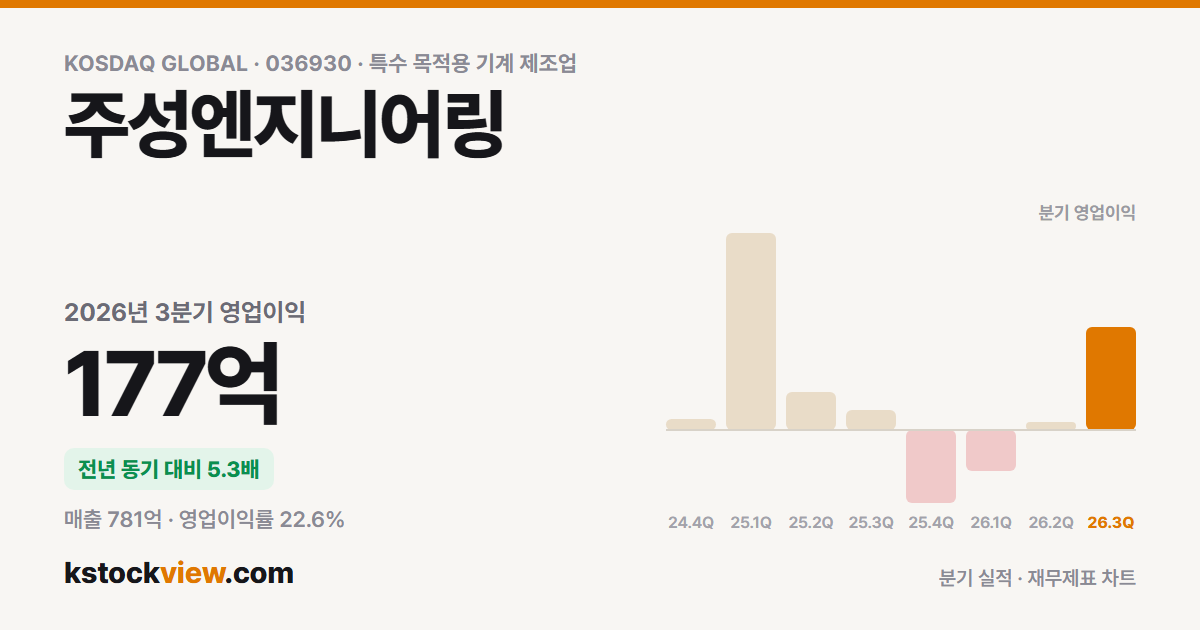 KOSDAQ GLOBAL · 036930 · 특수 목적용 기계 제조업
주성엔지니어링
분기 영업이익
2026년 3분기 영업이익
177억
전년 동기 대비 5.3배
매출 781억 · 영업이익률 22.6%
24.4Q 25.1Q 25.2Q 25.3Q 25.4Q 26.1Q 26.2Q 26.3Q
kstockview.com
분기 실적 · 재무제표 차트